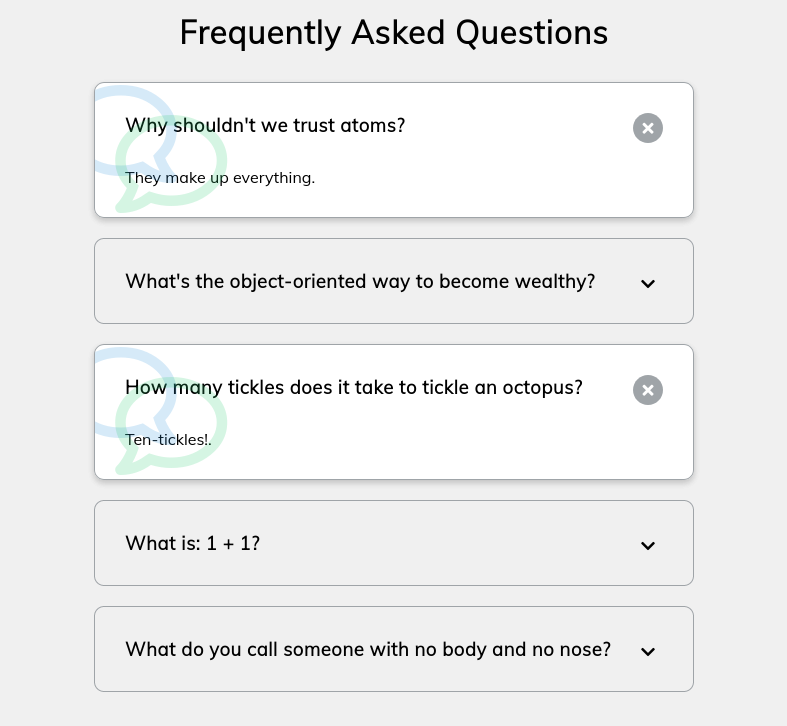 Frequently Asked Questions
Why shouldn't we trust atoms?
They make up everything.
What's the object-oriented way to become wealthy?
How many tickles does it take to tickle an octopus?
Ten-tickles!.
What is: 1 + 1?
What do you call someone with no body and no nose?